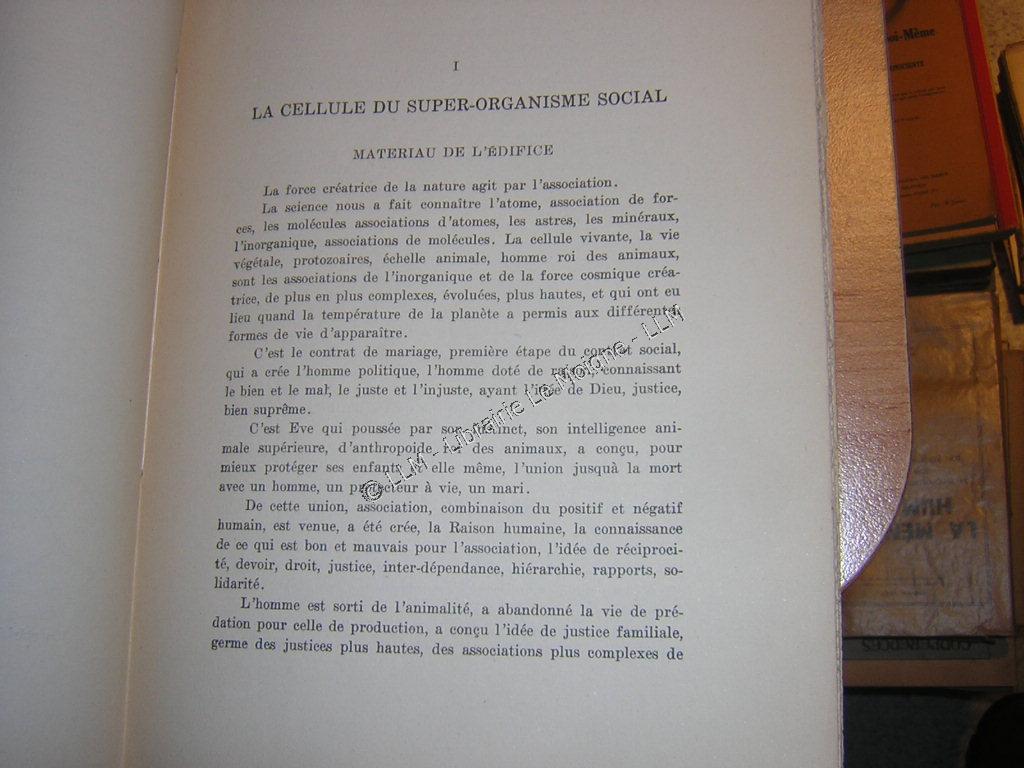 I
LA CELLULE DU SUPER-ORGANISME SOCIAL
MATERIAU DE L'ÉDIFICE
La force créatrice de la nature agit par l'association.
La science nous a fait connaître l'atome, association de for-
ces, les molécules associations d'atomes, les astres, les minéraux,
l'inorganique, associations de molécules. La cellule vivante, la vie
végétale, protozoaires, échelle animale, homme roi des animaux,
sont les associations de l'inorganique et de la force cosmique créa-
trice, de plus en plus complexes, évoluées, plus hautes, et qui ont eu
lieu quand la température de la planète a permis aux différentes
formes de vie d'apparaître.
C'est le contrat de mariage, première étape du contrat social,
qui a crée l'homme politique, l'homme doté de raison, connaissant
le bien et le mal, le juste et l'injuste, ayant l'idée de Dieu, justice,
bien suprême.
C'est Eve qui poussée par son instinct, son intelligence ani-
male supérieure, d'anthropoide, des animaux, a conçu, pour
mieux protéger ses enfants et elle même, l'union jusquà la mort
avec un homme, un protecteur à vie, un mari.
De cette union, association, combinaison du positif et négatif
humain, est venue, a été crée, la Raison humaine, la connaissance
de ce qui est bon et mauvais pour l'association, l'idée de réciproci-
té, devoir, droit, justice, inter-dépendance, hiérarchie, rapports, so-
lidarité.
L'homme est sorti de l'animalité, a abandonné la vie de pré-
dation pour celle de production, a conçu l'idée de justice familiale,
germe des justices plus hautes, des associations plus complexes de
© LLM - Librairie Le-Moione - LLM
oi-Même